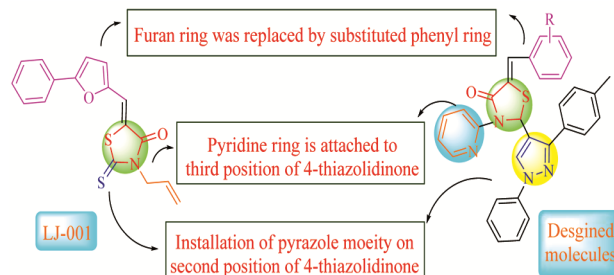 Furan ring was replaced by substituted phenyl ring
R
O
S
O
S
N
S
O
S
N
N
N
N
Pyridine ring is attached to
third position of 4-thiazolidinone
LJ-001
Installation of pyrazole moeity on
second position of 4-thiazolidinone
Desgined
molecules